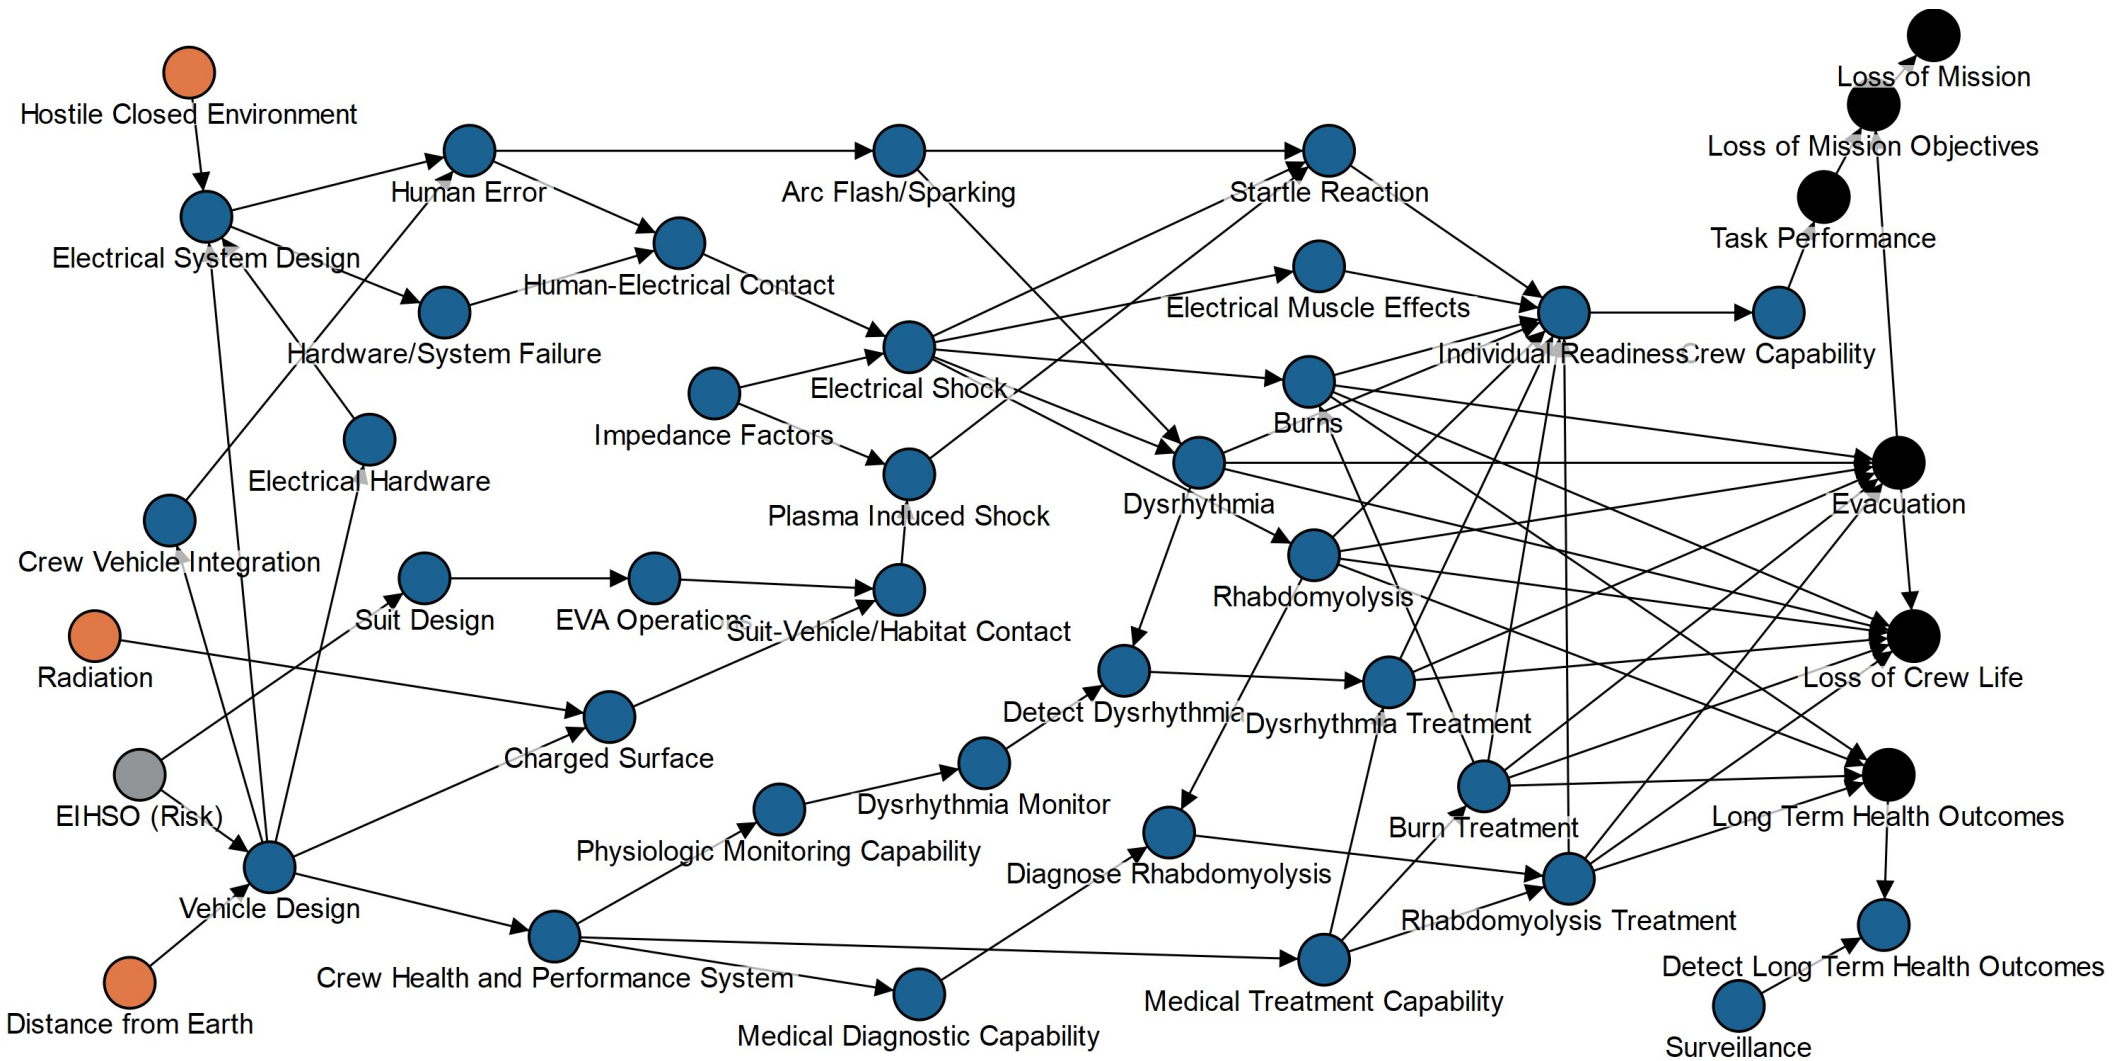 Loss of Mission
Hostile Closed Environment
Loss of Mission Objectives
Human Error
Arc Flash/Sparking
Startle Reaction
Task Performance
Electrical System Design
Human-Electrical Contact
Electrical Muscle Effects
Hardware/System Failure
Individual Readiness
Crew Capability
Electrical Shock
Burns
Impedance Factors
Electrical Hardware
Plasma Induced Shock
Dysrhythmia
Evacuation
Crew Vehicle Integration
Rhabdomyolysis
Suit Design
EVA Operations
Suit-Vehicle/Habitat Contact
Radiation
Loss of Crew Life
Detect Dysrhythmia
Dysrhythmia Treatment
Charged Surface
Dysrhythmia Monitor
EIHSO (Risk)
Long Term Health Outcomes
Burn Treatment
Physiologic Monitoring Capability
Diagnose Rhabdomyolysis
Vehicle Design
Rhabdomyolysis Treatment
Detect Long Term Health Outcomes
Crew Health and Performance System
Medical Treatment Capability
Distance from Earth
Medical Diagnostic Capability
Surveillance